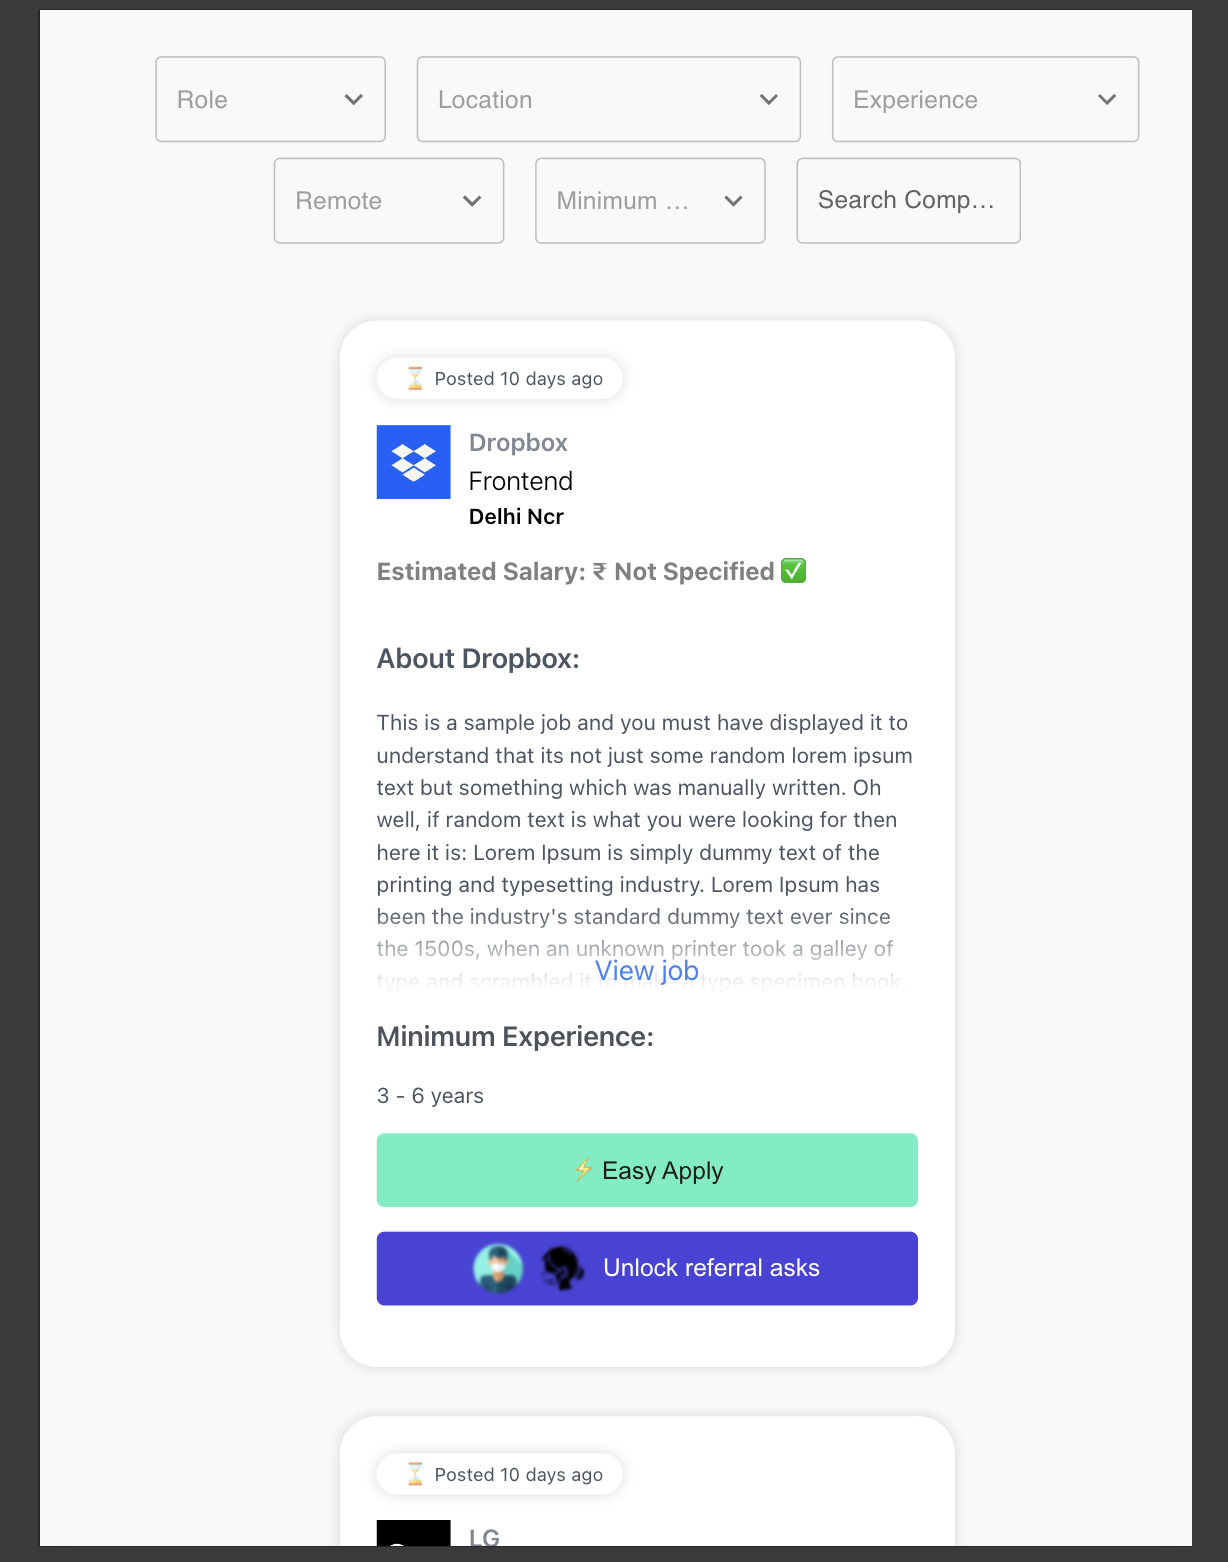 Role
Location
Experience
Remote
Minimum ...
Search Comp...
⏳ Posted 10 days ago
Dropbox
Frontend
Delhi Ncr
Estimated Salary: ₹ Not Specified ✅
About Dropbox:
This is a sample job and you must have displayed it to
understand that its not just some random lorem ipsum
text but something which was manually written. Oh
well, if random text is what you were looking for then
here it is: Lorem Ipsum is simply dummy text of the
printing and typesetting industry. Lorem Ipsum has
been the industry's standard dummy text ever since
the 1500s, when an unknown printer took a galley of
type and scrambled it to make a type specimen book.
View job
Minimum Experience:
3 - 6 years
⚡ Easy Apply
Unlock referral asks
⏳ Posted 10 days ago
LG